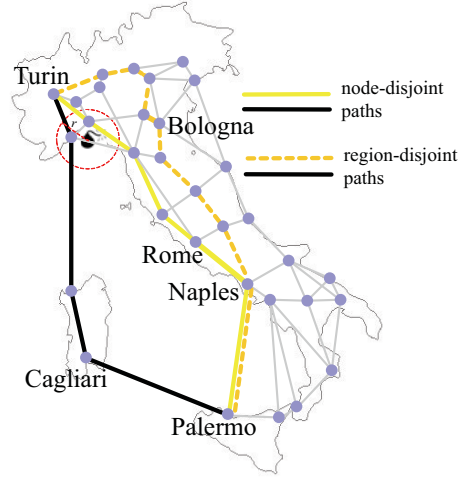 Turin
node-disjoint
paths
r
Bologna
region-disjoint
paths
Rome
Naples
Cagliari
Palermo